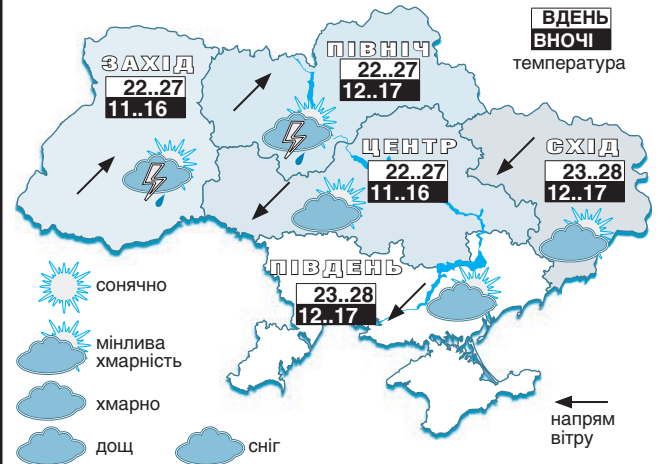 ВДЕНЬ
ВНОЧІ
температура
ЗАХІД
22..27
11..16
ПІВНІЧ
22..27
12..17
ЦЕНТР
22..27
11..16
СХІД
23..28
12..17
ПІВДЕНЬ
23..28
12..17
сонячно
мінлива
хмарність
хмарно
дощ
сніг
напрям
вітру